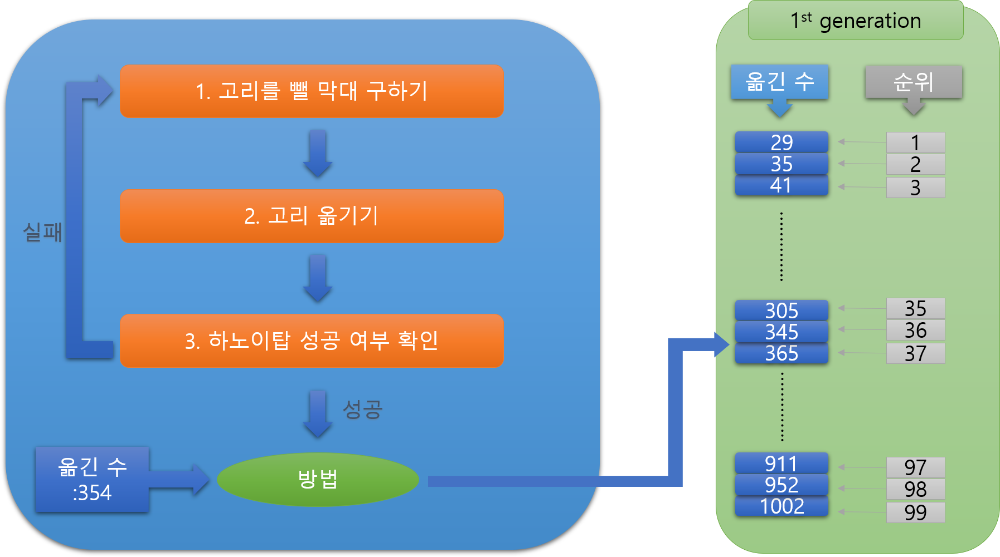 1. 고리를 뺄 막대 구하기
2. 고리 옮기기
3. 하노이탑 성공 여부 확인
실패
성공
옮긴 수
:354
방법
1st generation
옮긴 수
순위
29
1
35
2
41
3
305
35
345
36
365
37
911
97
952
98
1002
99